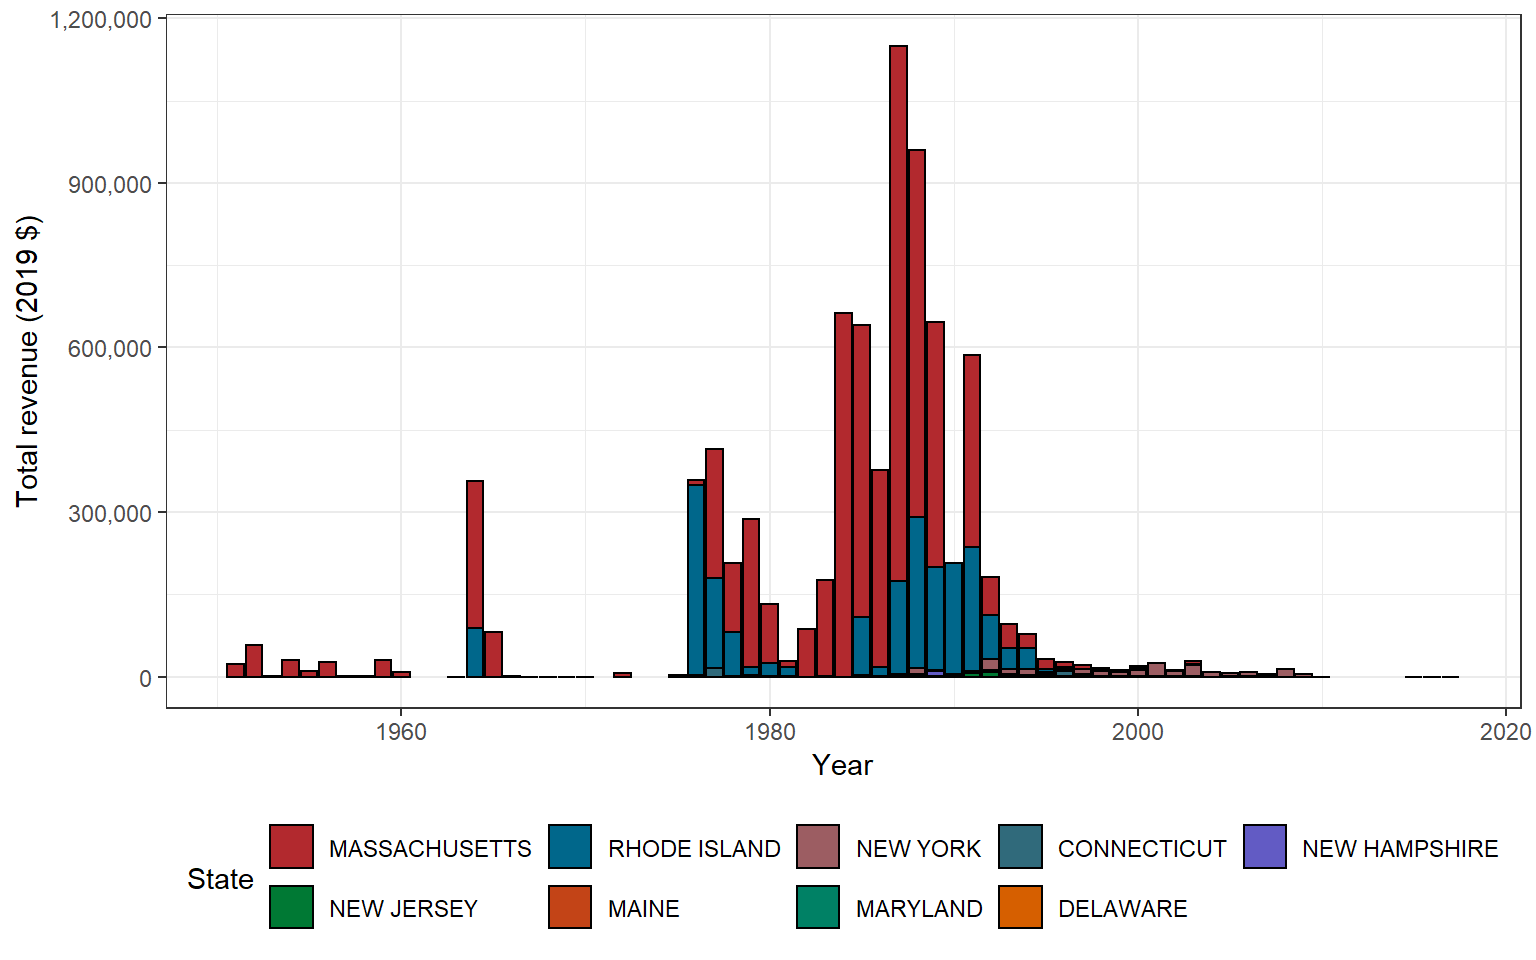 1,200,000
900,000
600,000
300,000
0
Total revenue (2019 $)
1960 1980 2000 2020
Year
State
MASSACHUSETTS RHODE ISLAND NEW YORK CONNECTICUT NEW HAMPSHIRE
NEW JERSEY MAINE MARYLAND DELAWARE